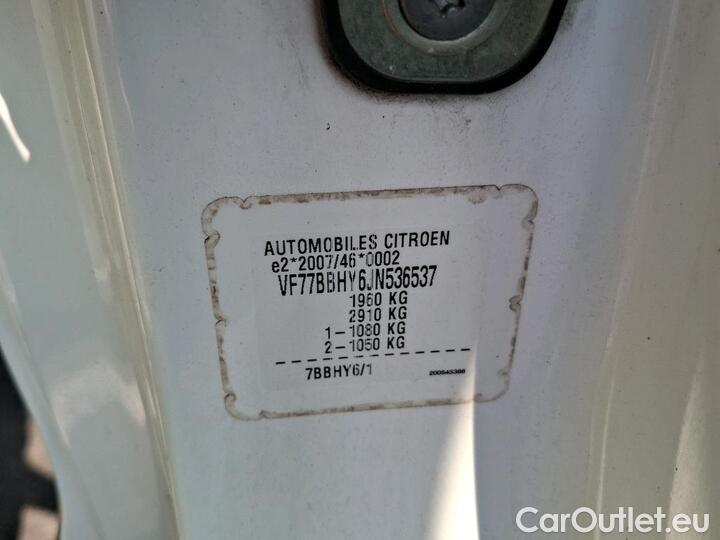 AUTOMOBILES CITROEN
e2*2007/46*0002
VF77BBHY6JN536537
1960 KG
2910 KG
1-1080 KG
2-1050 KG
7BBHY6/1
CarOutlet.eu